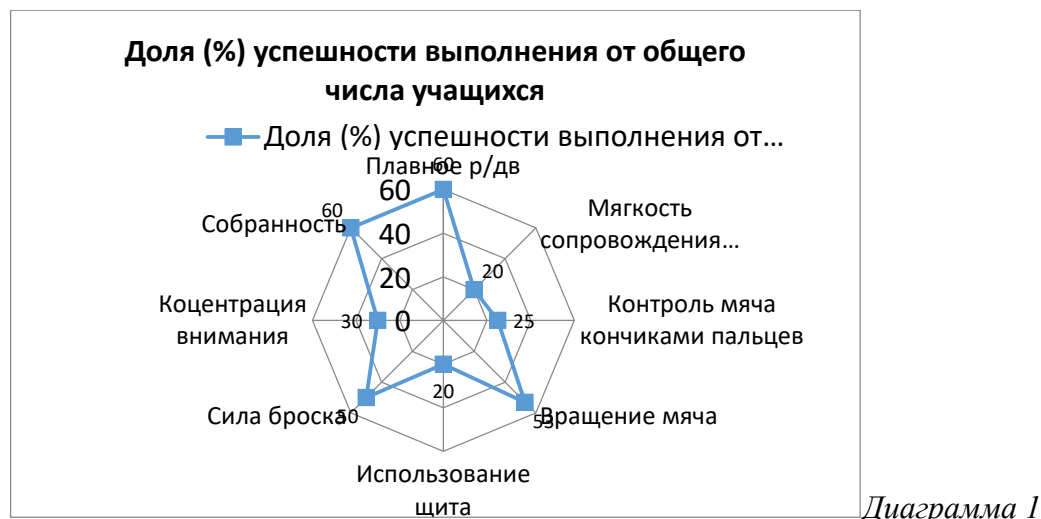 Доля (%) успешности выполнения от общего
числа учащихся
Доля (%) успешности выполнения от…
Плавное р/дв
60
60
Собранность
60
Мягкость
сопровождения…
40
20
20
Коцентрация
внимания
30
0
25
Контроль мяча
кончиками пальцев
Сила броска
50
20
53
Вращение мяча
Использование
щита
Диаграмма 1